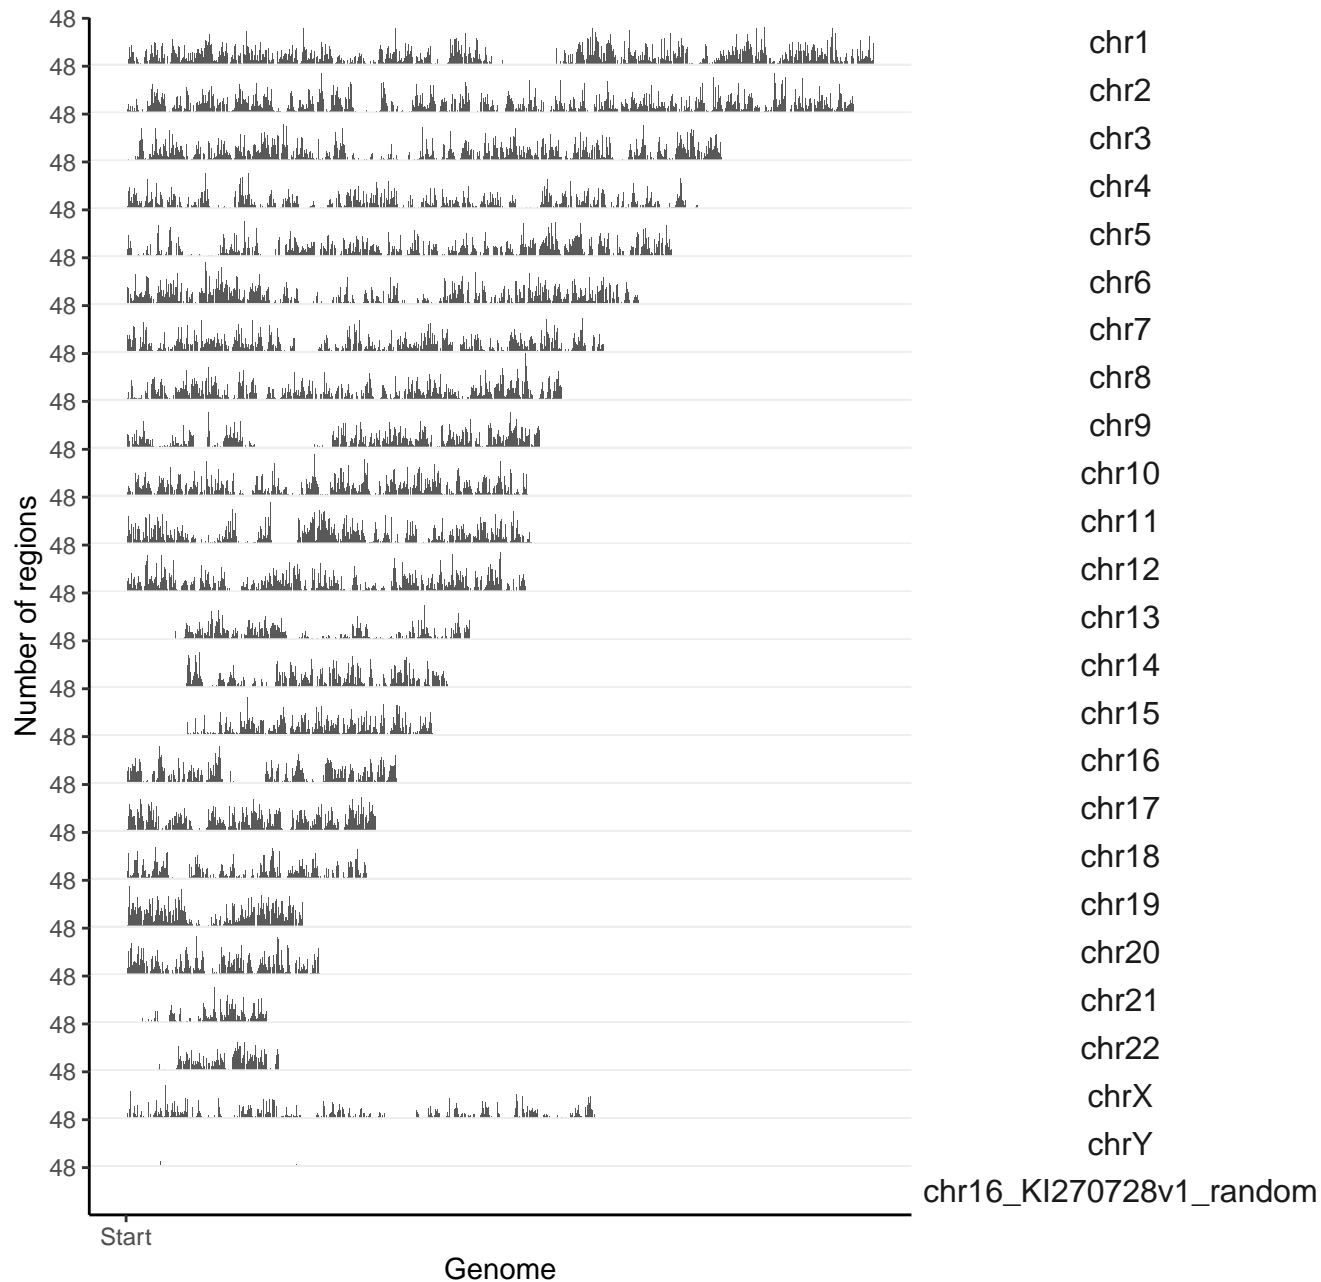 48
chr1
48
chr2
48
chr3
48
chr4
48
chr5
48
chr6
48
chr7
48
chr8
48
chr9
48
chr10
48
chr11
48
chr12
48
chr13
48
chr14
48
chr15
48
chr16
48
chr17
48
chr18
48
chr19
48
chr20
48
chr21
48
chr22
48
chrX
48
chrY
48
chr16_KI270728v1_random
Number of regions
Start
Genome